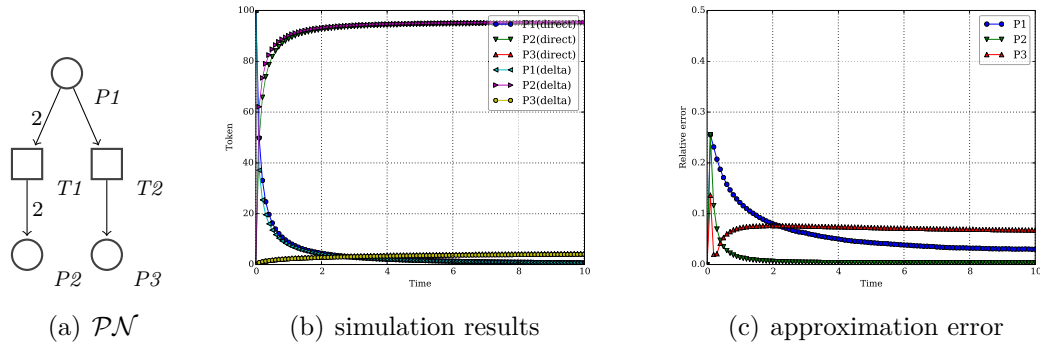 2
P1
T1
T2
2
P2
P3
(a) 𝒫𝒩
100
80
60
40
20
0
Token
0
2
4
6
8
10
Time
P1(direct)
P2(direct)
P3(direct)
P1(delta)
P2(delta)
P3(delta)
(b) simulation results
0.5
0.4
0.3
0.2
0.1
0.0
Relative error
0
2
4
6
8
10
Time
P1
P2
P3
(c) approximation error